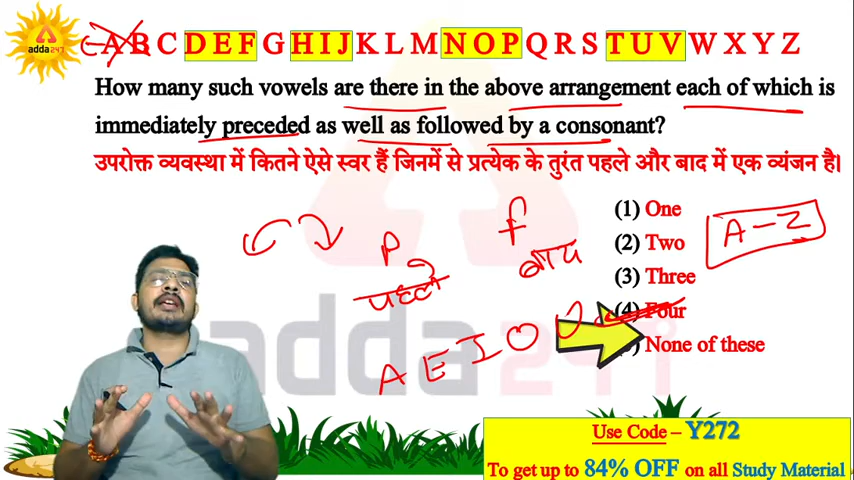 A B C D E F G H I J K L M N O P Q R S T U V W X Y Z
adda247
How many such vowels are there in the above arrangement each of which is
immediately preceded as well as followed by a consonant?
उपरोक्त व्यवस्था में कितने ऐसे स्वर हैं जिनमें से प्रत्येक के तुरंत पहले और बाद में एक व्यंजन है।
(1) One
(2) Two
(3) Three
(4) Four
None of these
A-Z
P
f
पहले
बाद
A E I O U
adda247
Use Code – Y272
To get up to 84% OFF on all Study Material